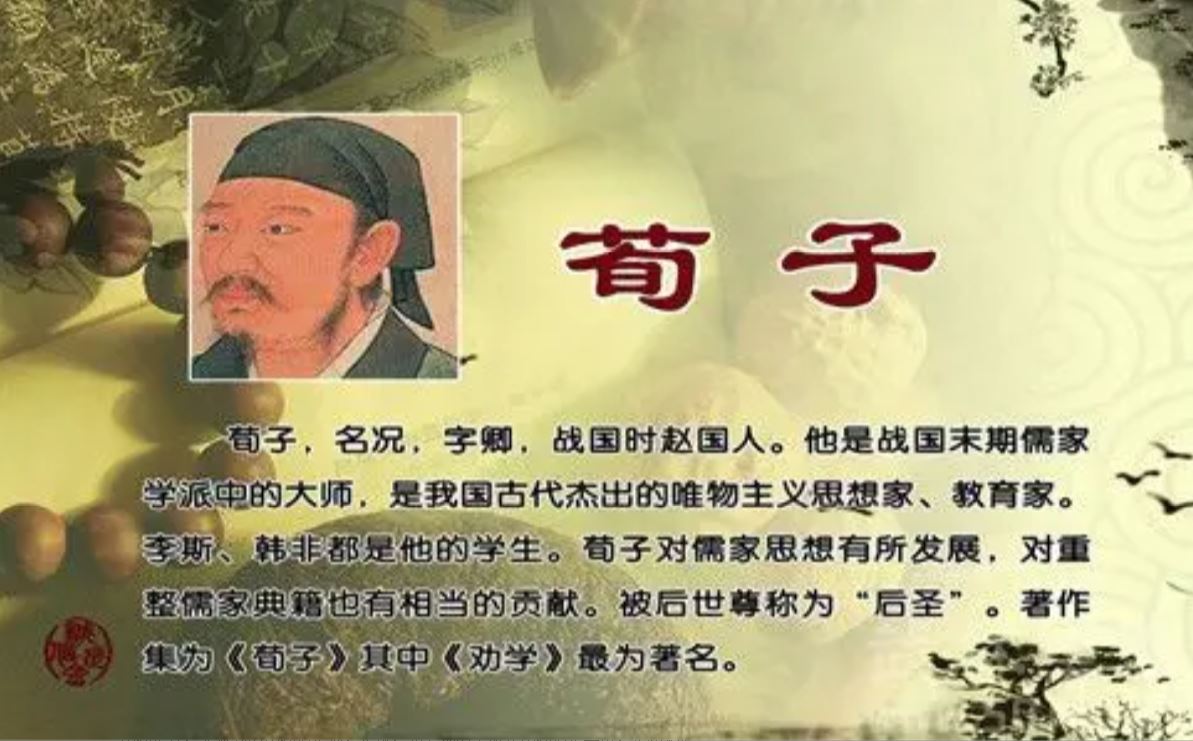 荀子
荀子，名况，字卿，战国时赵国人。他是战国末期儒家
学派中的大师，是我国古代杰出的唯物主义思想家、教育家。
李斯、韩非都是他的学生。荀子对儒家思想有所发展，对重
整儒家典籍也有相当的贡献。被后世尊称为“后圣”。著作
集为《荀子》其中《劝学》最为著名。